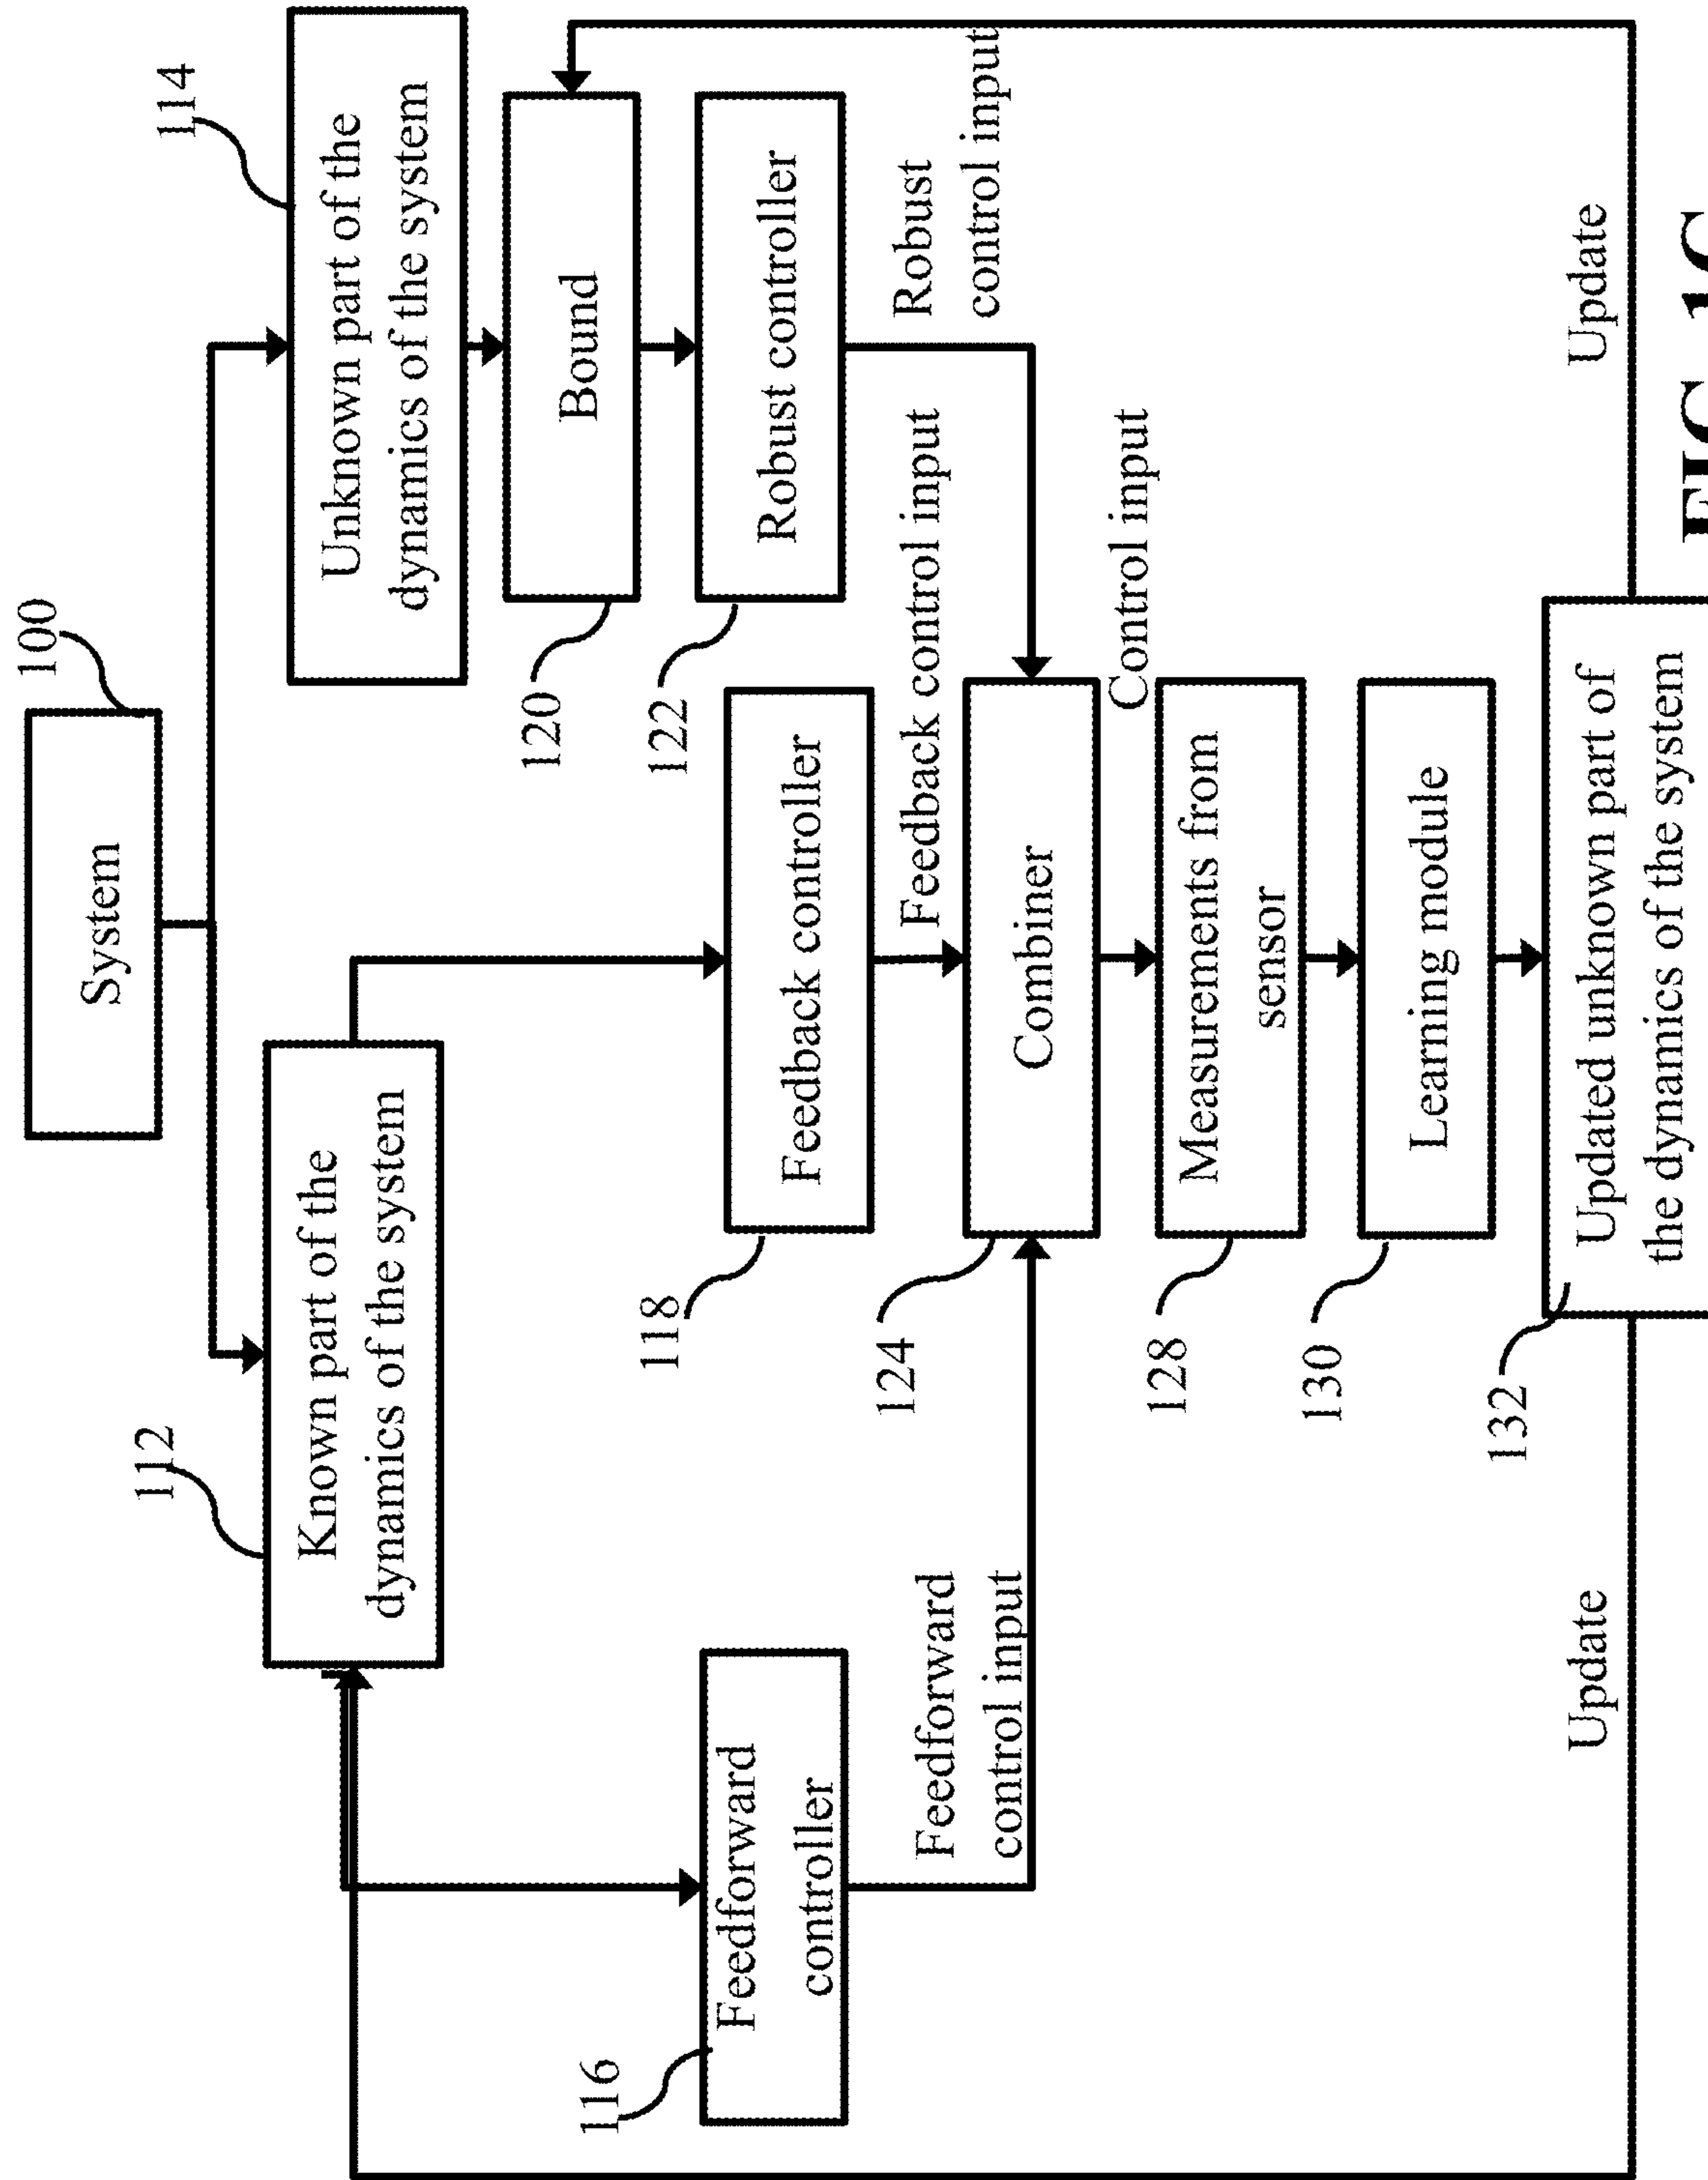 100
System
112
Known part of the
dynamics of the system
114
Unknown part of the
dynamics of the system
120
Bound
116
Feedforward
controller
118
Feedback controller
122
Robust controller
Feedforward
control input
Feedback control input
Robust
control input
124
Combiner
Control input
128
Measurements from
sensor
130
Learning module
132
Updated unknown part of
the dynamics of the system
Update
Update
FIG. 1C